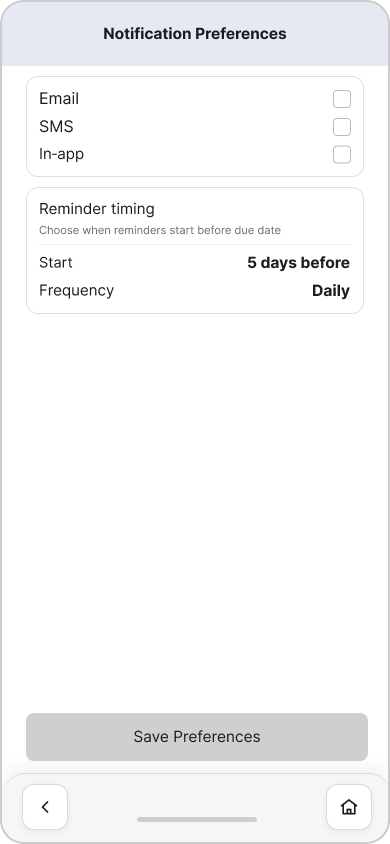 Notification Preferences
Email
SMS
In-app
Reminder timing
Choose when reminders start before due date
Start 5 days before
Frequency Daily
Save Preferences